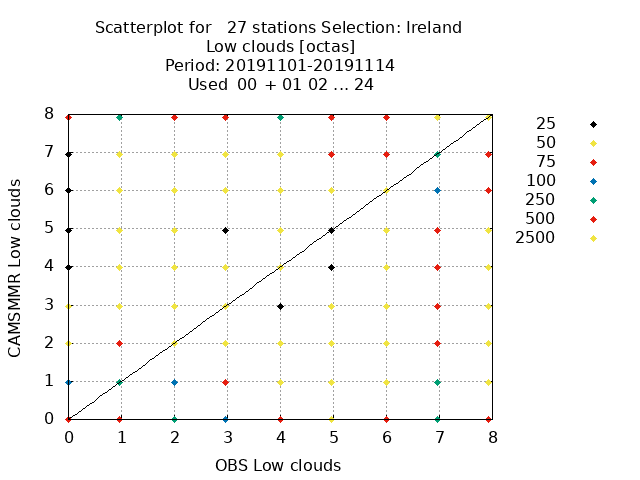 Scatterplot for   27 stations Selection: Ireland
Low clouds [octas]
Period: 20191101-20191114
Used  00 + 01 02 ... 24
8
7
6
5
4
3
2
1
0
0 1 2 3 4 5 6 7 8
CAMSMMR Low clouds
OBS Low clouds
25
50
75
100
250
500
2500